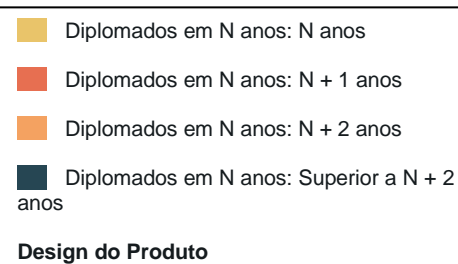 Diplomados em N anos: N anos
Diplomados em N anos: N + 1 anos
Diplomados em N anos: N + 2 anos
Diplomados em N anos: Superior a N + 2
anos
Design do Produto